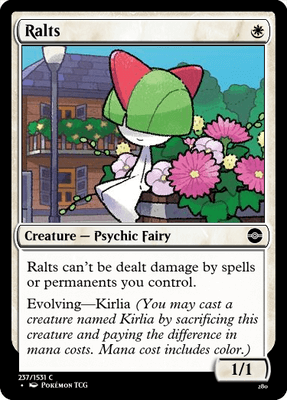 Ralts
Creature — Psychic Fairy
Ralts can't be dealt damage by spells
or permanents you control.
Evolving—Kirlia (You may cast a
creature named Kirlia by sacrificing this
creature and paying the difference in
mana costs. Mana cost includes color.)
1/1
237/1531 C
• Pokémon TCG
280